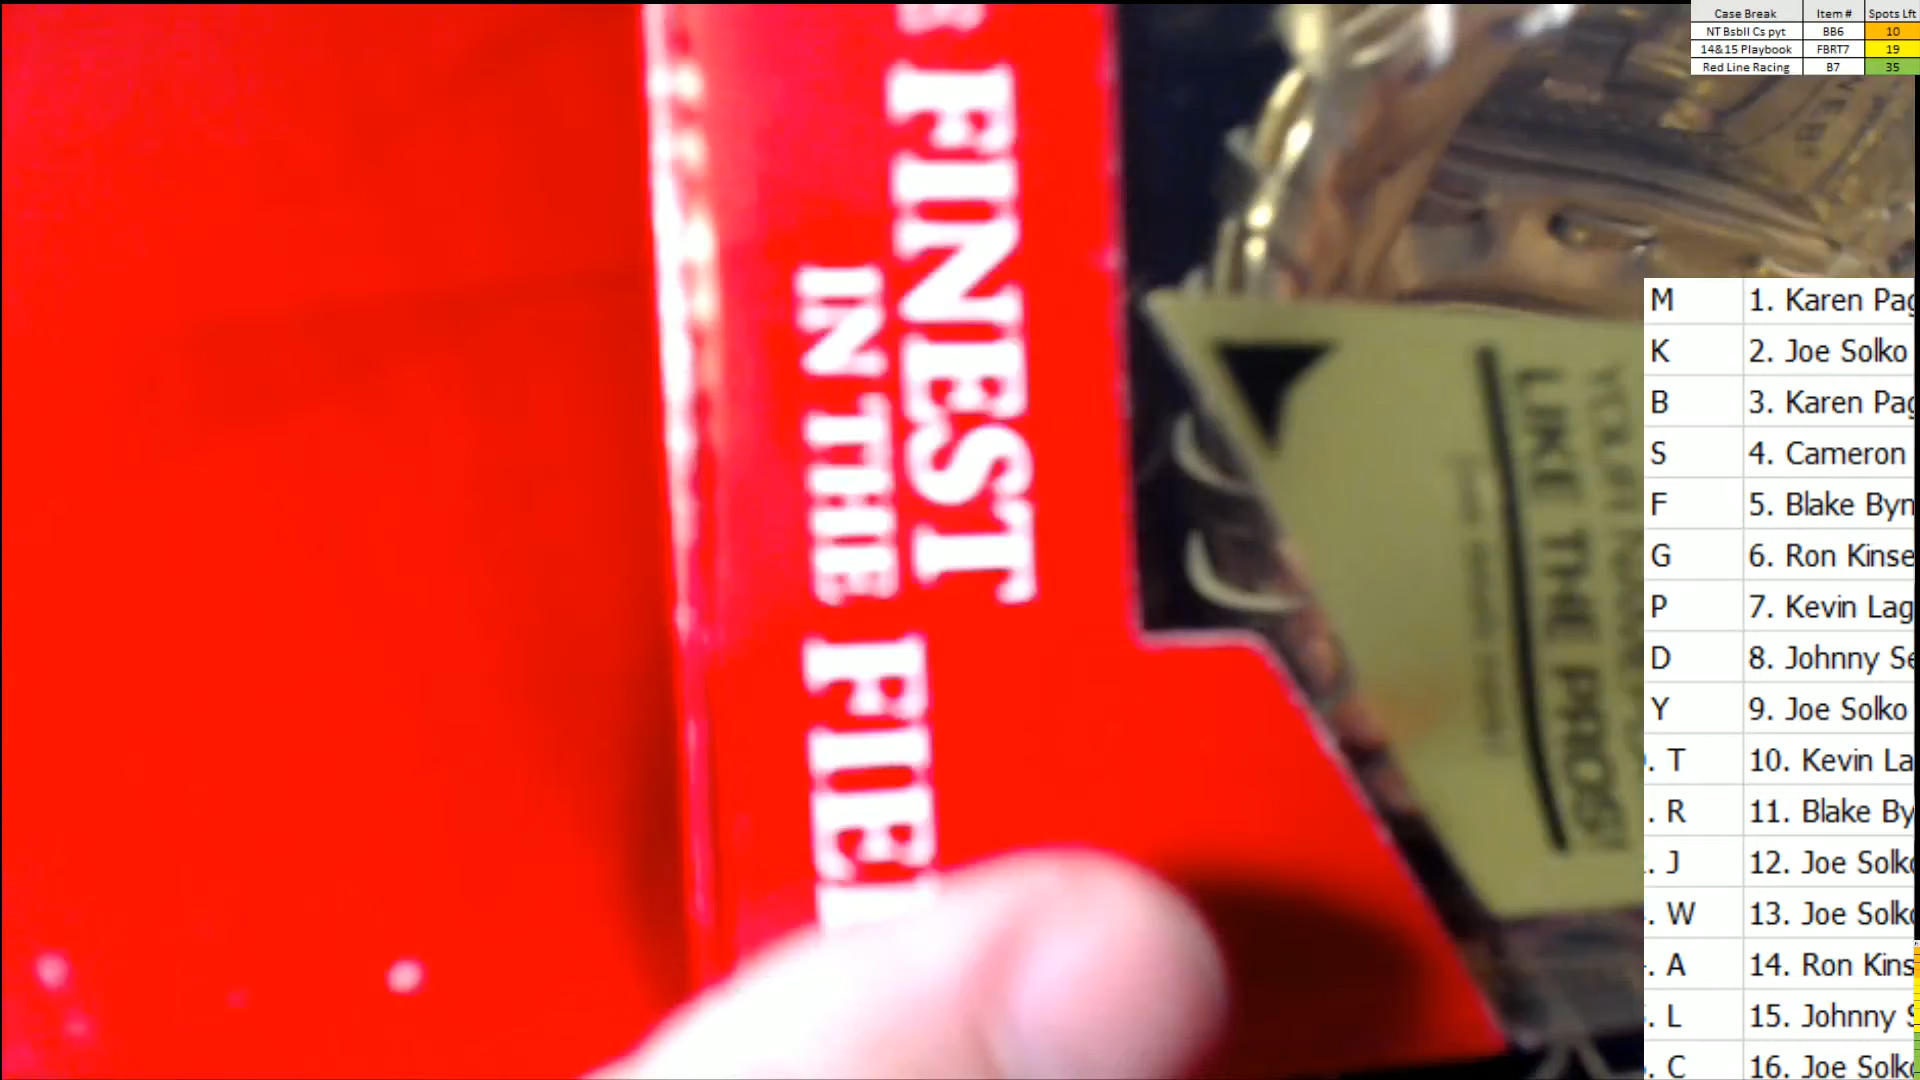 Case Break Item # Spots Lft
NT Bsbll Cs pyt BB6 10
14&15 Playbook FBRT7 19
Red Line Racing B7 35
FINEST
IN THE
LIKE THE PROS!
M 1. Karen Pag
K 2. Joe Solko
B 3. Karen Pag
S 4. Cameron
F 5. Blake Byn
G 6. Ron Kinse
P 7. Kevin Lag
D 8. Johnny Se
Y 9. Joe Solko
. T 10. Kevin La
. R 11. Blake By
. J 12. Joe Solko
. W 13. Joe Solko
. A 14. Ron Kins
. L 15. Johnny S
. C 16. Joe Solko